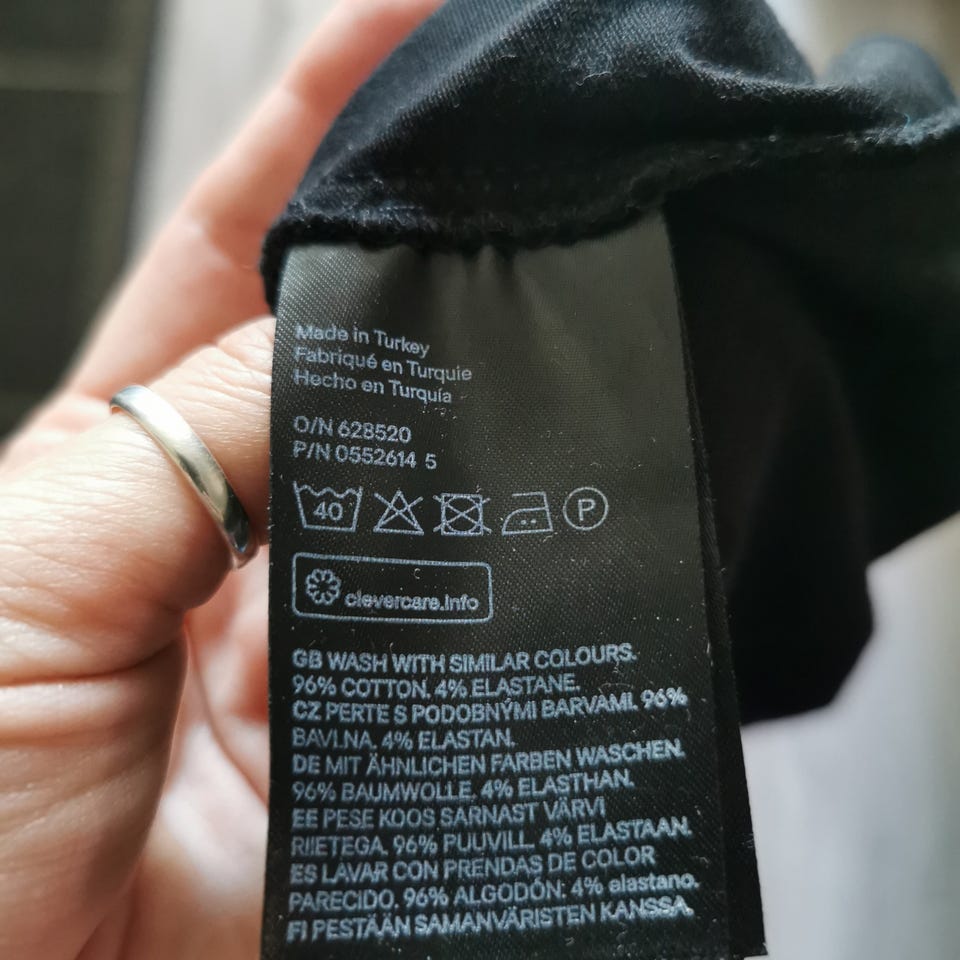 Made in Turkey
Fabriqué en Turquie
Hecho en Turquía
O/N 628520
P/N 0552614 5
40 P
clevercare.info
GB WASH WITH SIMILAR COLOURS.
96% COTTON. 4% ELASTANE.
CZ PERTE S PODOBNÝMI BARVAMI. 96%
BAVLNA. 4% ELASTAN.
DE MIT ÄHNLICHEN FARBEN WASCHEN.
96% BAUMWOLLE. 4% ELASTHAN.
EE PESE KOOS SARNAST VÄRVI
RIIETEGA. 96% PUUVILL. 4% ELASTAAN.
ES LAVAR CON PRENDAS DE COLOR
PARECIDO. 96% ALGODÓN: 4% elastano.
FI PESTÄÄN SAMANVÄRISTEN KANSSA.